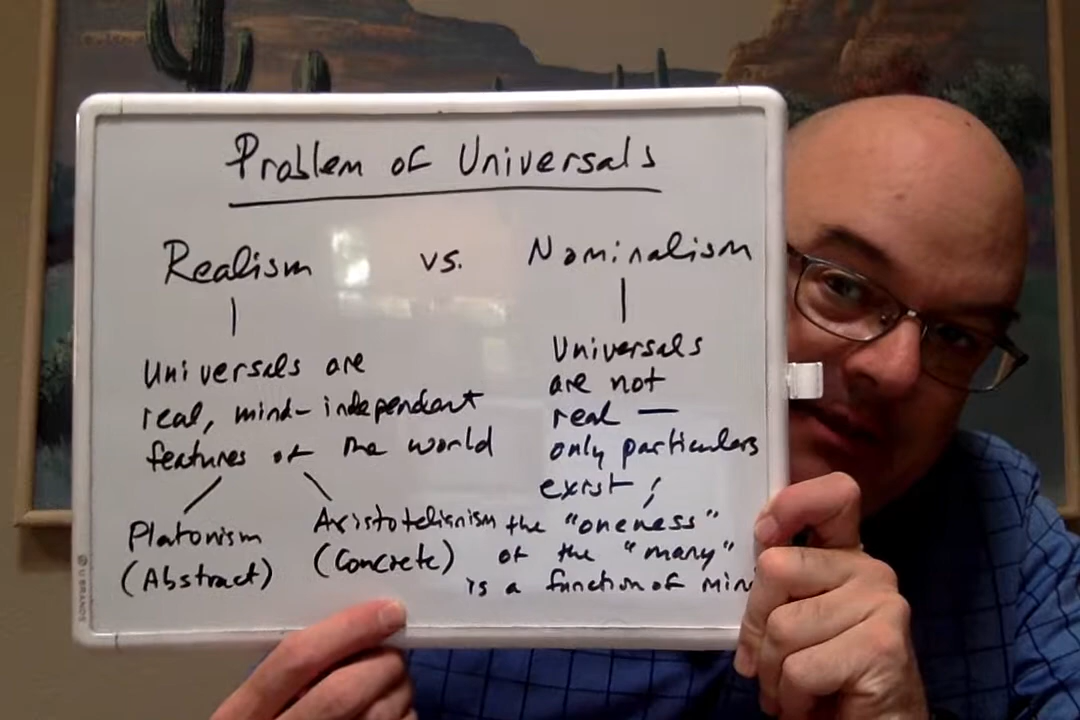 Problem of Universals
Realism vs. Nominalism
Universals are
real, mind-independent
features of the world
Platonism
(Abstract)
Aristotelianism
(Concrete)
Universals
are not
real —
only particulars
exist;
the "oneness"
of the "many"
is a function of min
U BRANDS